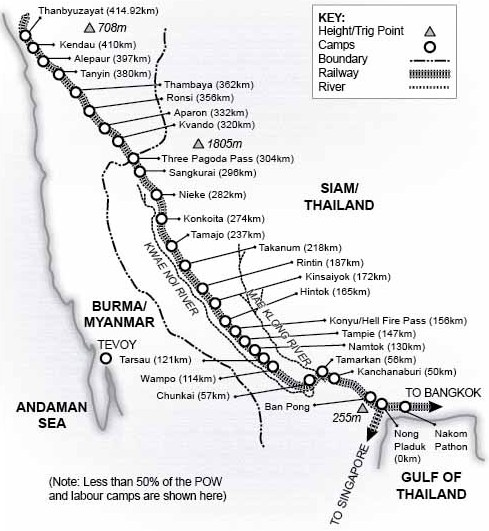 Thanbyuzayat (414.92km)
708m
Kendau (410km)
Alepaur (397km)
Tanyin (380km)
Thambaya (362km)
Ronsi (356km)
Aparon (332km)
Kvando (320km)
1805m
Three Pagoda Pass (304km)
Sangkurai (296km)
Nieke (282km)
Konkoita (274km)
Tamajo (237km)
Takanum (218km)
Rintin (187km)
Kinsaiyok (172km)
Hintok (165km)
Konyu/Hell Fire Pass (156km)
Tampie (147km)
Namtok (130km)
Tamarkan (56km)
Kanchanaburi (50km)
Tarsau (121km)
Wampo (114km)
Chunkai (57km)
Ban Pong
255m
Nong
Pladuk
(0km)
Nakom
Pathon
TO BANGKOK
TO SINGAPORE
KEY:
Height/Trig Point
Camps
Boundary
Railway
River
SIAM/
THAILAND
KWAE NOI RIVER
MAE KLONG RIVER
BURMA/
MYANMAR
TEVOY
ANDAMAN
SEA
GULF OF
THAILAND
(Note: Less than 50% of the POW
and labour camps are shown here)